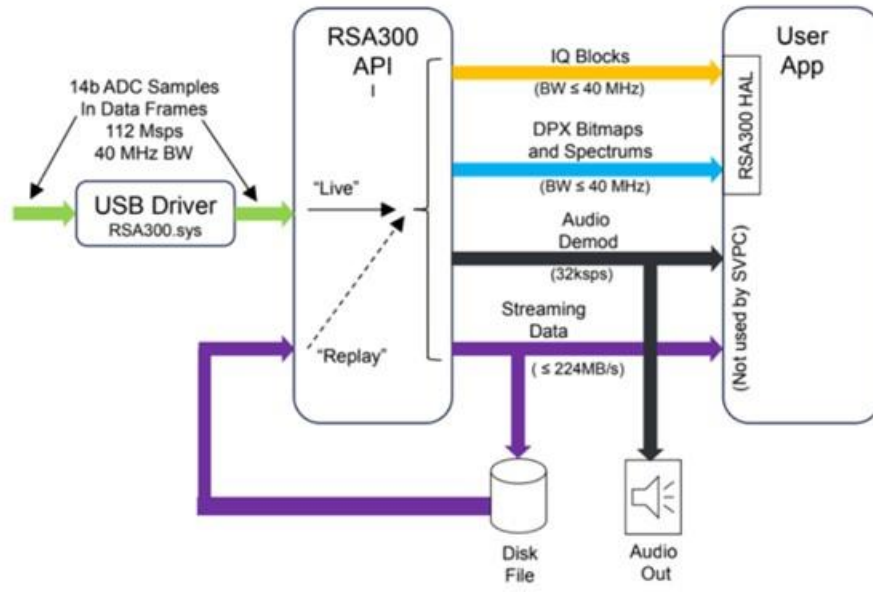 14b ADC Samples
In Data Frames
112 Msps
40 MHz BW
USB Driver
RSA300.sys
RSA300
API
I
"Live"
"Replay"
IQ Blocks
(BW ≤ 40 MHz)
DPX Bitmaps
and Spectrums
(BW ≤ 40 MHz)
Audio
Demod
(32ksps)
Streaming
Data
( ≤ 224MB/s)
User
App
RSA300 HAL
(Not used by SVPC)
Disk
File
Audio
Out